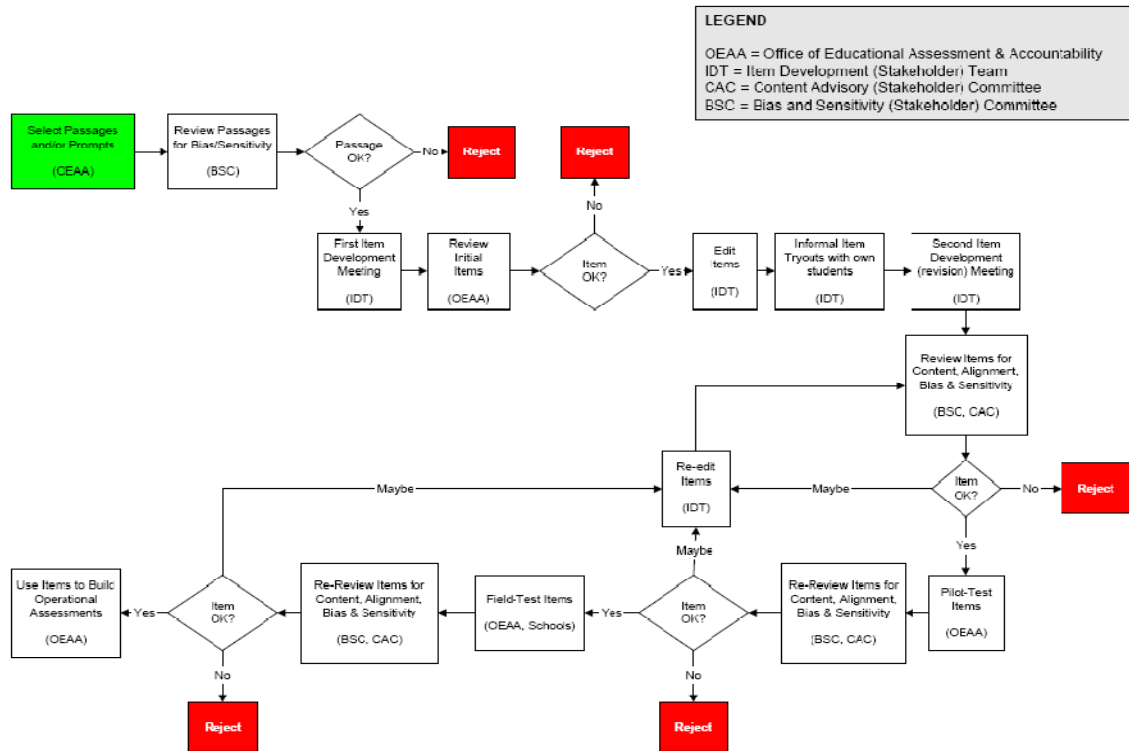 LEGEND
OEAA = Office of Educational Assessment & Accountability
IDT = Item Development (Stakeholder) Team
CAC = Content Advisory (Stakeholder) Committee
BSC = Bias and Sensitivity (Stakeholder) Committee
Select Passages
and/or Prompts
(OEAA)
Review Passages
for Bias/Sensitivity
(BSC)
Passage
OK?
No
Reject
Yes
First Item
Development
Meeting
(IDT)
Review
Initial
Items
(OEAA)
Item
OK?
No
Reject
Yes
Edit
Items
(IDT)
Informal Item
Tryouts with own
students
(IDT)
Second Item
Development
(revision) Meeting
(IDT)
Review Items for
Content, Alignment,
Bias & Sensitivity
(BSC, CAC)
Item
OK?
No
Reject
Maybe
Re-edit
Items
(IDT)
Yes
Pilot-Test
Items
(OEAA)
Re-Review Items for
Content, Alignment,
Bias & Sensitivity
(BSC, CAC)
Item
OK?
Maybe
No
Reject
Yes
Field-Test Items
(OEAA, Schools)
Re-Review Items for
Content, Alignment,
Bias & Sensitivity
(BSC, CAC)
Item
OK?
Maybe
No
Reject
Yes
Use Items to Build
Operational
Assessments
(OEAA)